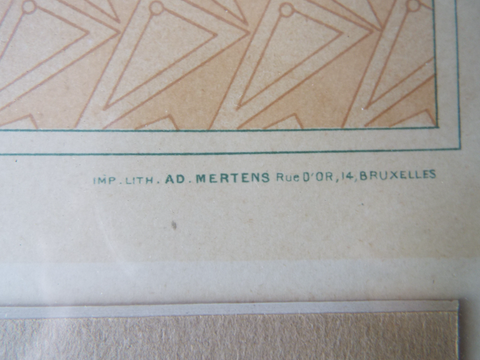 IMP. LITH. AD. MERTENS Rue D'OR, 14, BRUXELLES